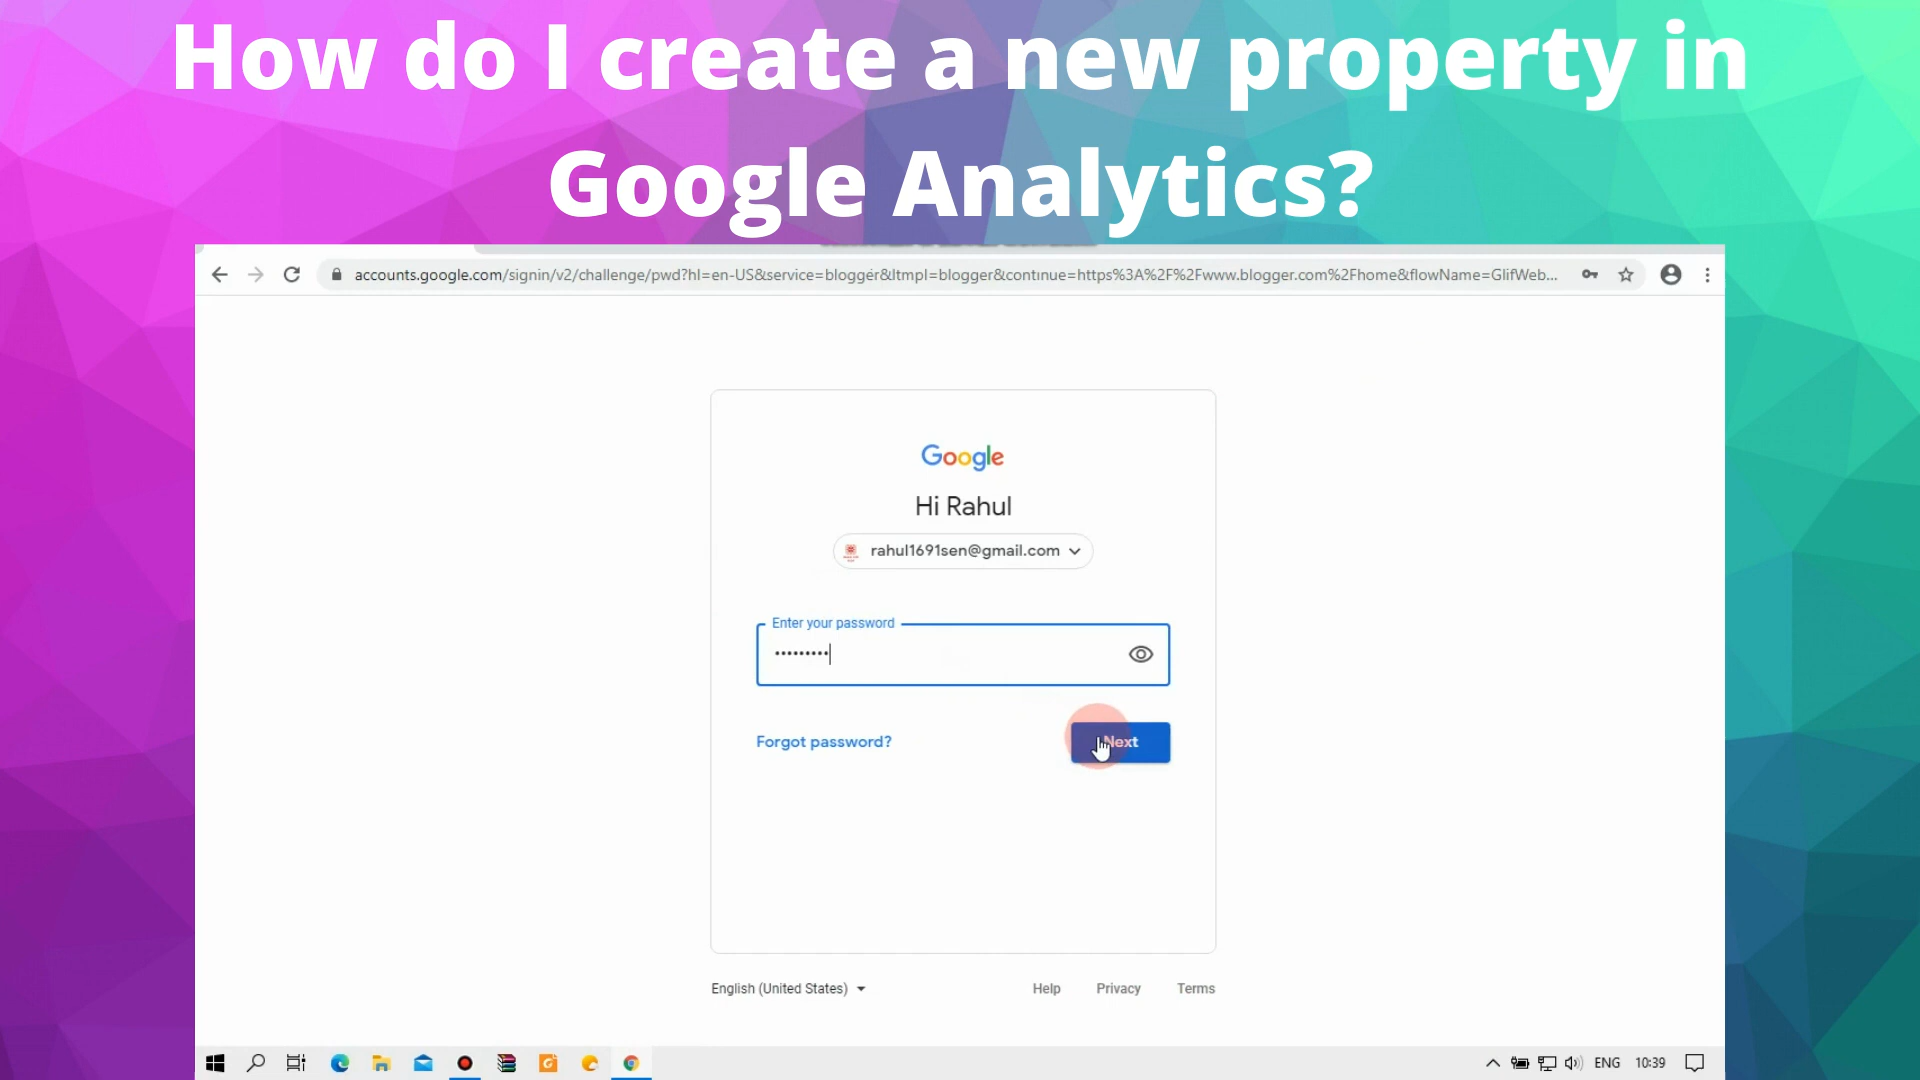 How do I create a new property in
Google Analytics?
accounts.google.com/signin/v2/challenge/pwd?hl=en-US&service=blogger&ltmpl=blogger&continue=https%3A%2F%2Fwww.blogger.com%2Fhome&flowName=GlifWeb...
Google
Hi Rahul
rahul1691sen@gmail.com
Enter your password
•••••••••
Forgot password?
Next
English (United States)
Help
Privacy
Terms
ENG
10:39